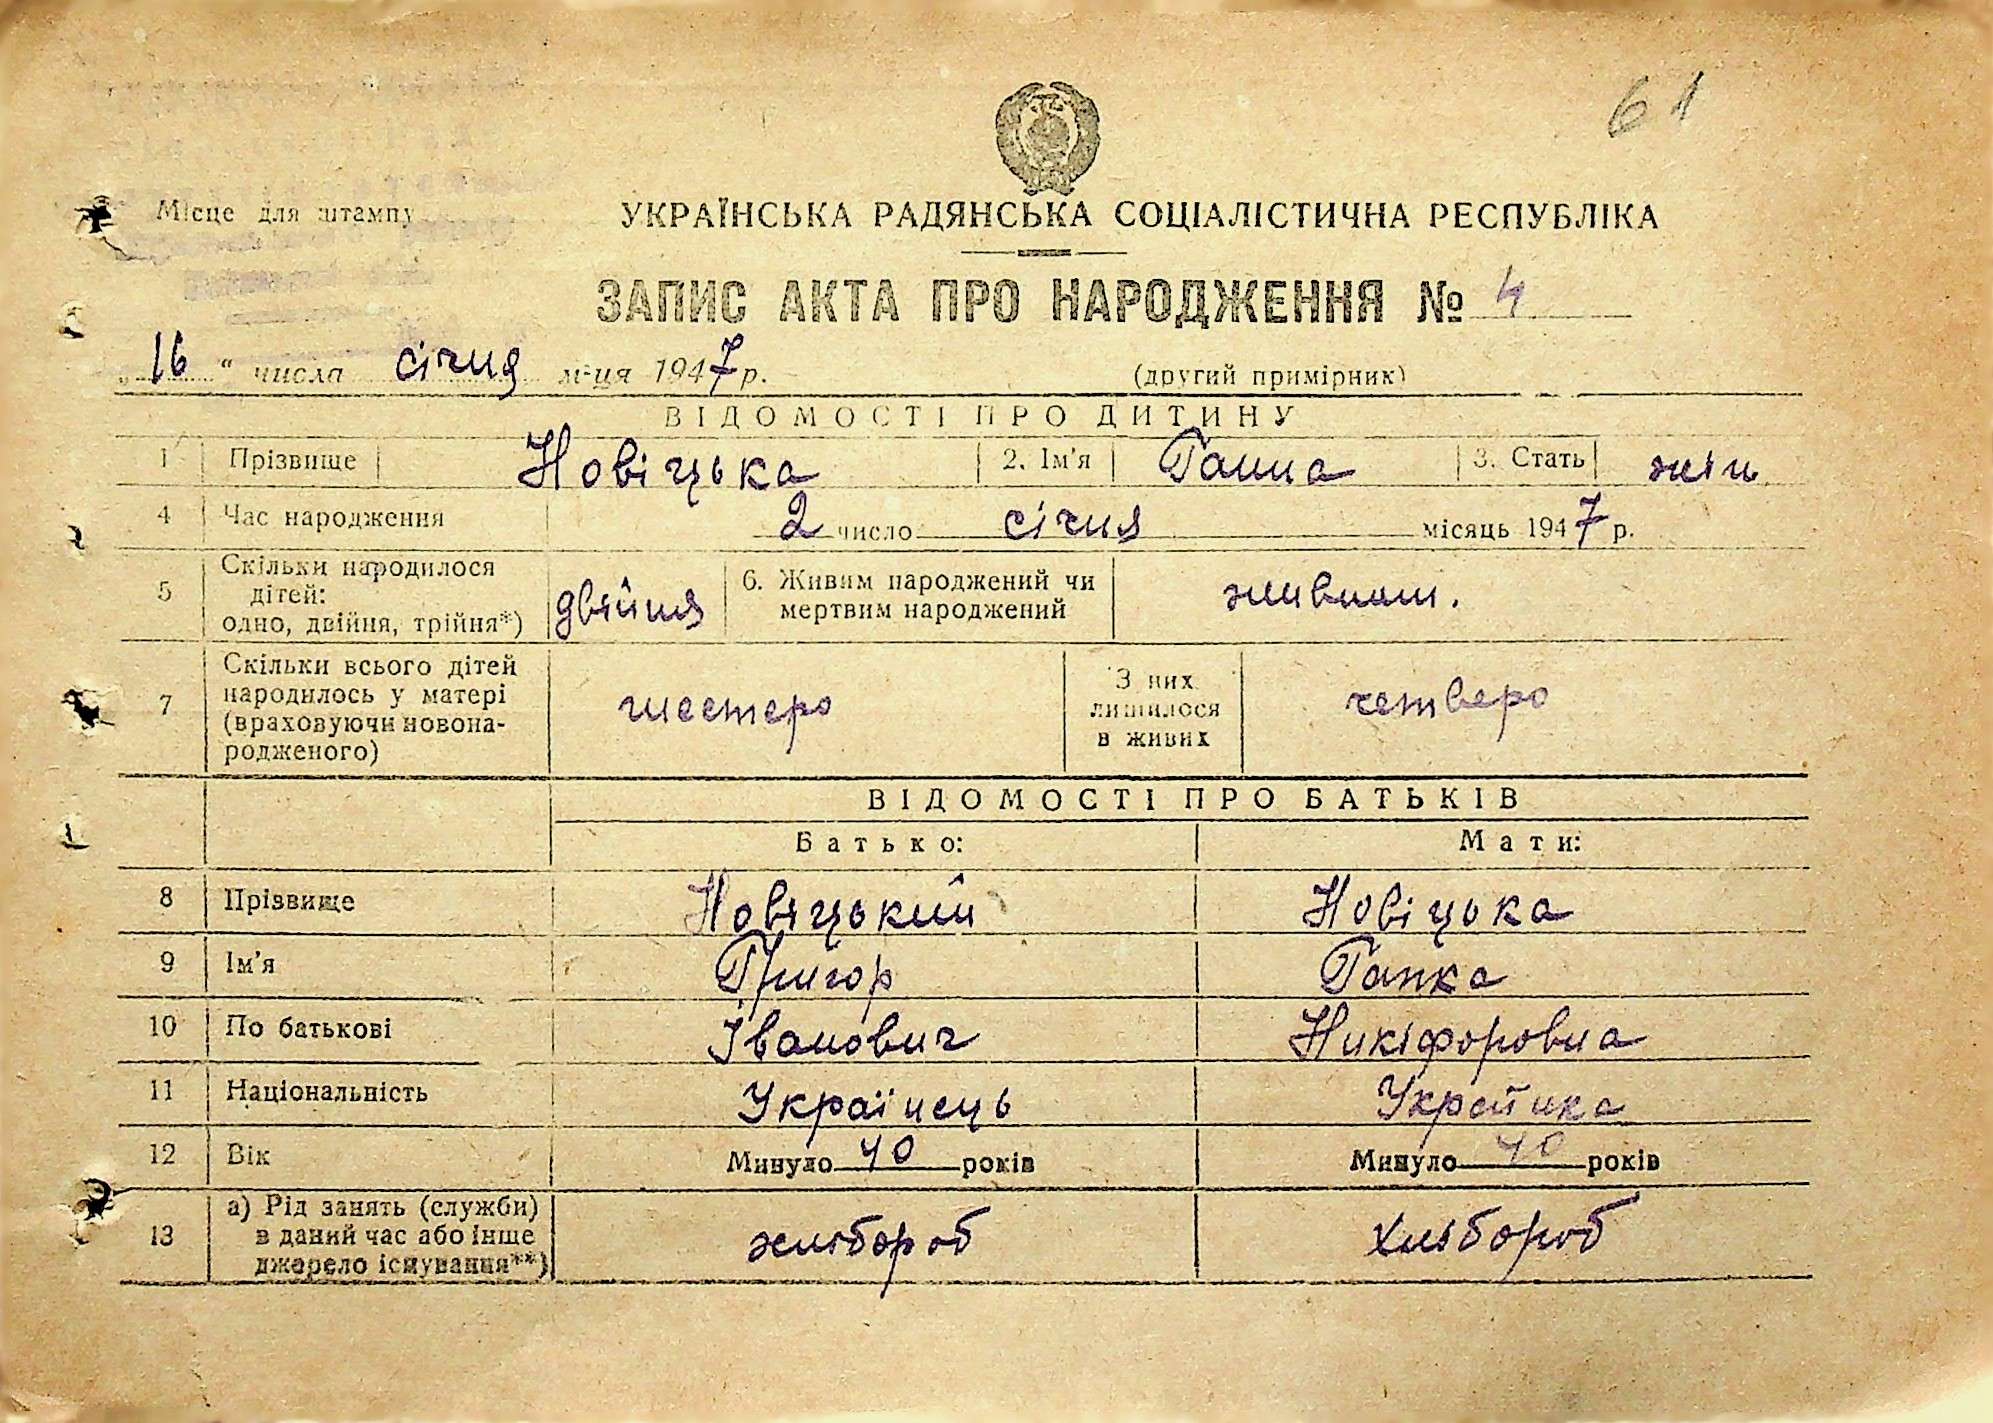 61
Місце для штампу
УКРАЇНСЬКА РАДЯНСЬКА СОЦІАЛІСТИЧНА РЕСПУБЛІКА
ЗАПИС АКТА ПРО НАРОДЖЕННЯ № 4
„16“ числа січня м-ця 1947 р.
(другий примірник)
ВІДОМОСТІ ПРО ДИТИНУ
1 Прізвище Новіцька 2. Ім'я Ганна 3. Стать жін
4 Час народження 2 число січня місяць 1947 р.
5 Скільки народилося дітей: одно, двійня, трійня*) двійня 6. Живим народжений чи мертвим народжений живими.
7 Скільки всього дітей народилось у матері (враховуючи новона-родженого) шестеро З них лишилося в живих четверо
ВІДОМОСТІ ПРО БАТЬКІВ
Батько: Мати:
8 Прізвище Новіцький Новіцька
9 Ім'я Григор Гапка
10 По батькові Іванович Никіфоровна
11 Національність Українець Українка
12 Вік Минуло 40 років Минуло 40 років
13 а) Рід занять (служби) в даний час або інше джерело існування**) хлібороб хлібороб